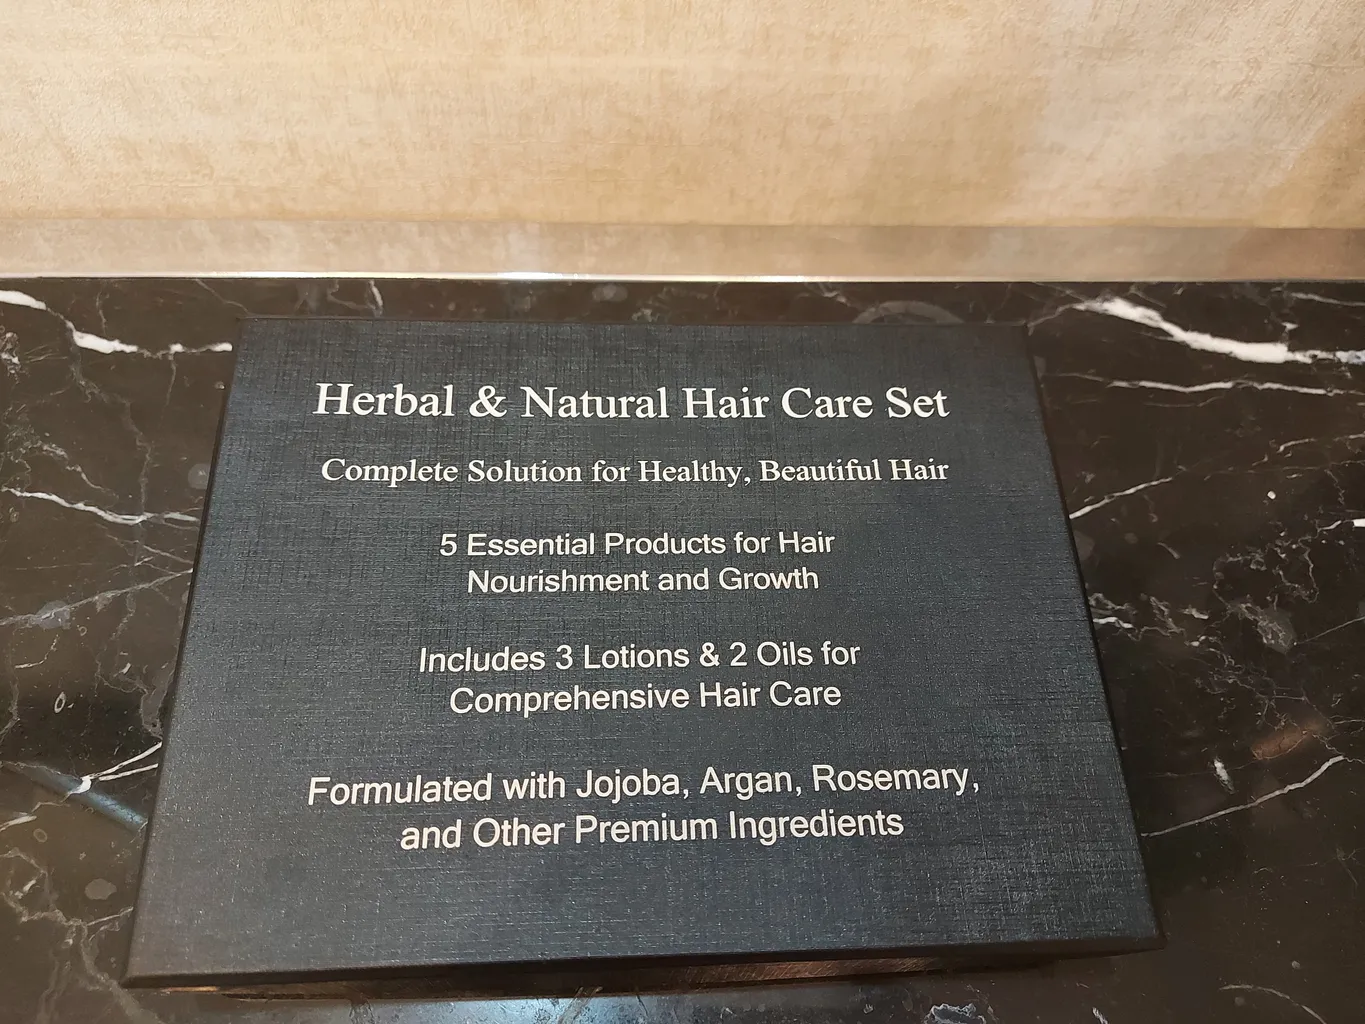 Herbal & Natural Hair Care Set
Complete Solution for Healthy, Beautiful Hair
5 Essential Products for Hair
Nourishment and Growth
Includes 3 Lotions & 2 Oils for
Comprehensive Hair Care
Formulated with Jojoba, Argan, Rosemary,
and Other Premium Ingredients